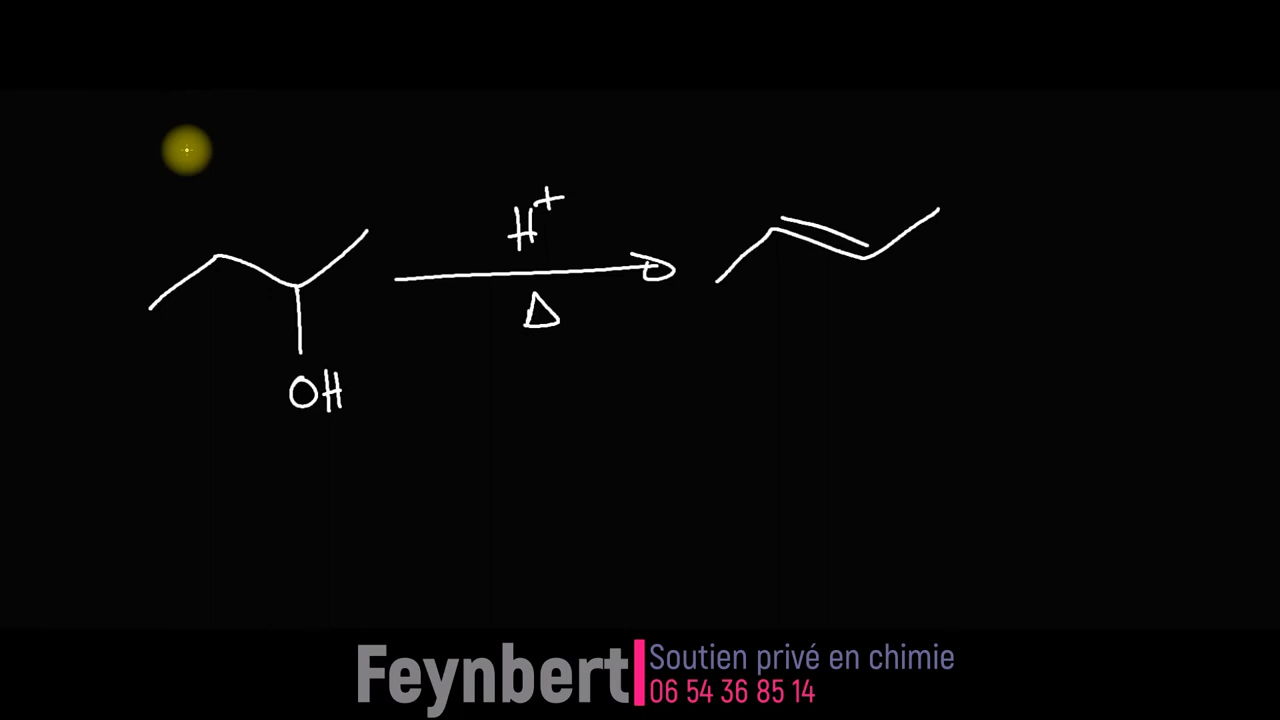 H+
Δ
OH
Feynbert
Soutien privé en chimie
06 54 36 85 14